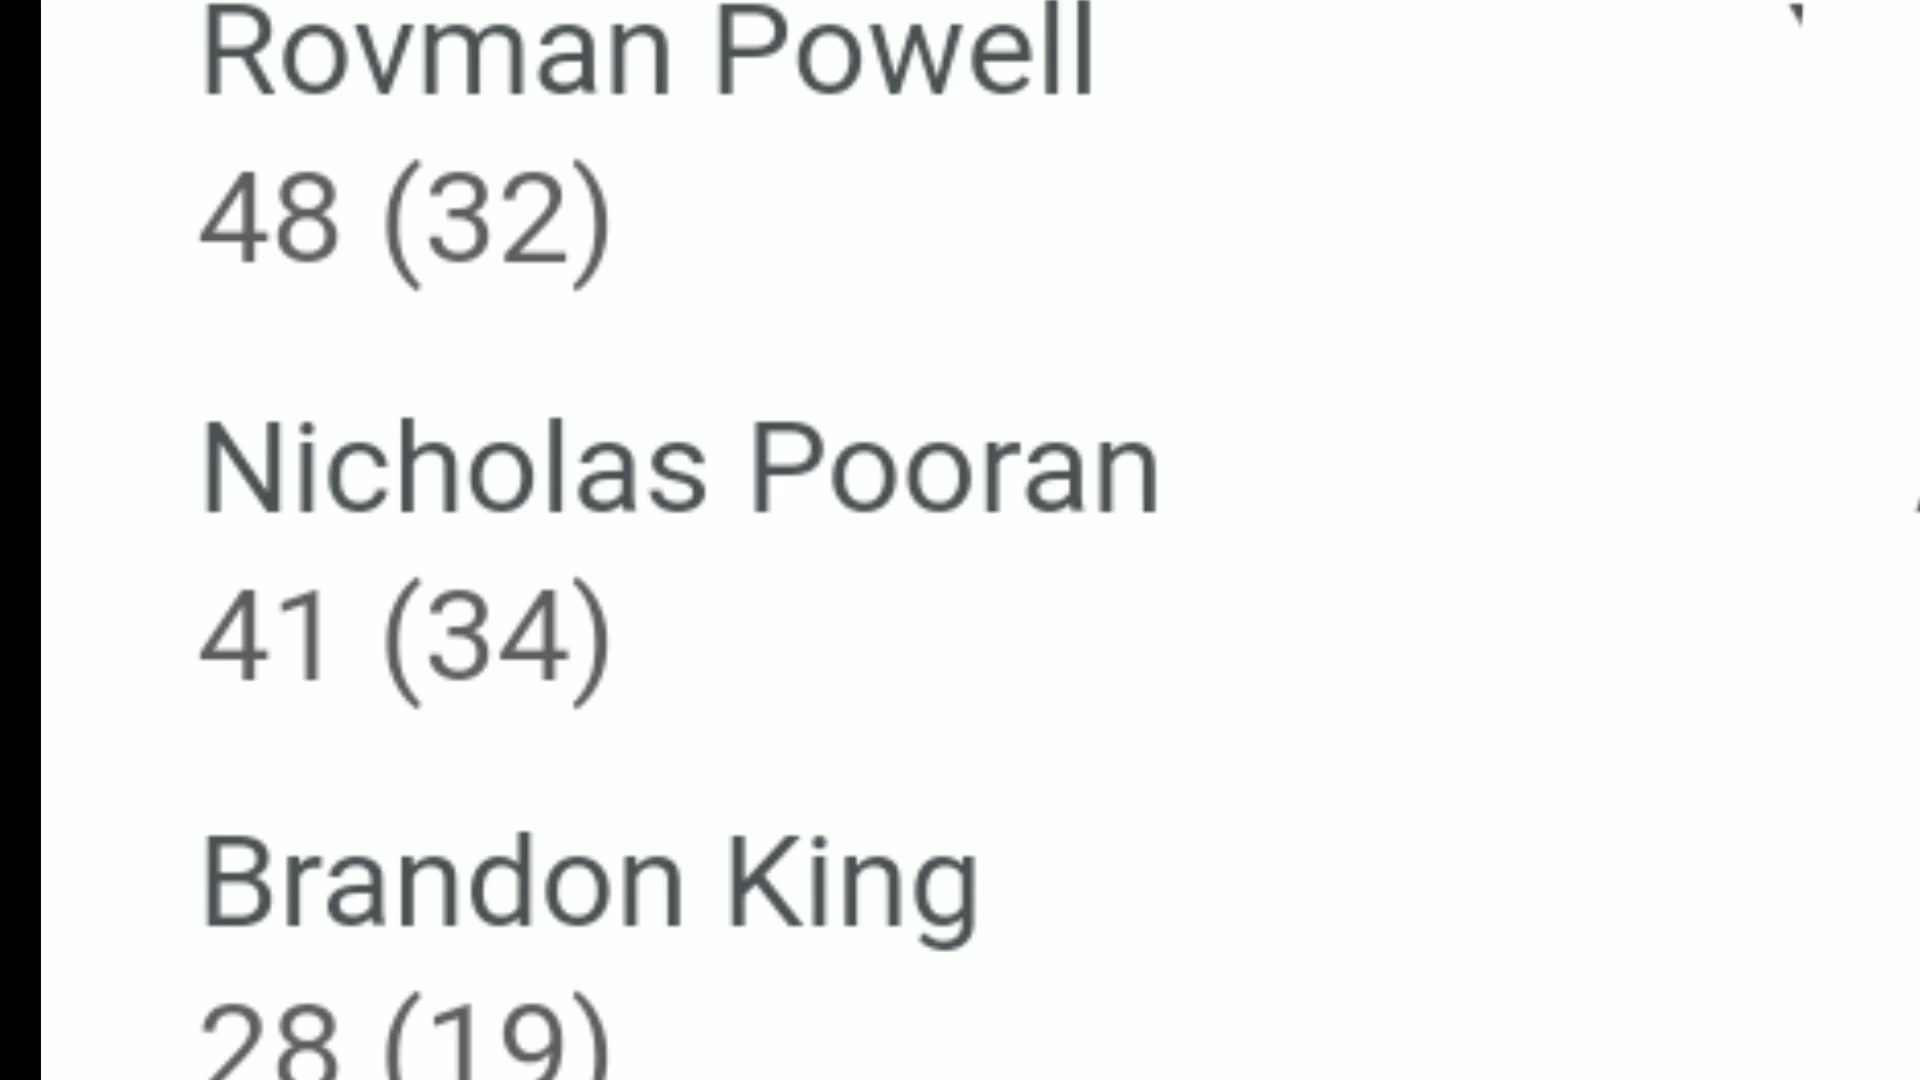 Rovman Powell
48 (32)
Nicholas Pooran
41 (34)
Brandon King
28 (19)